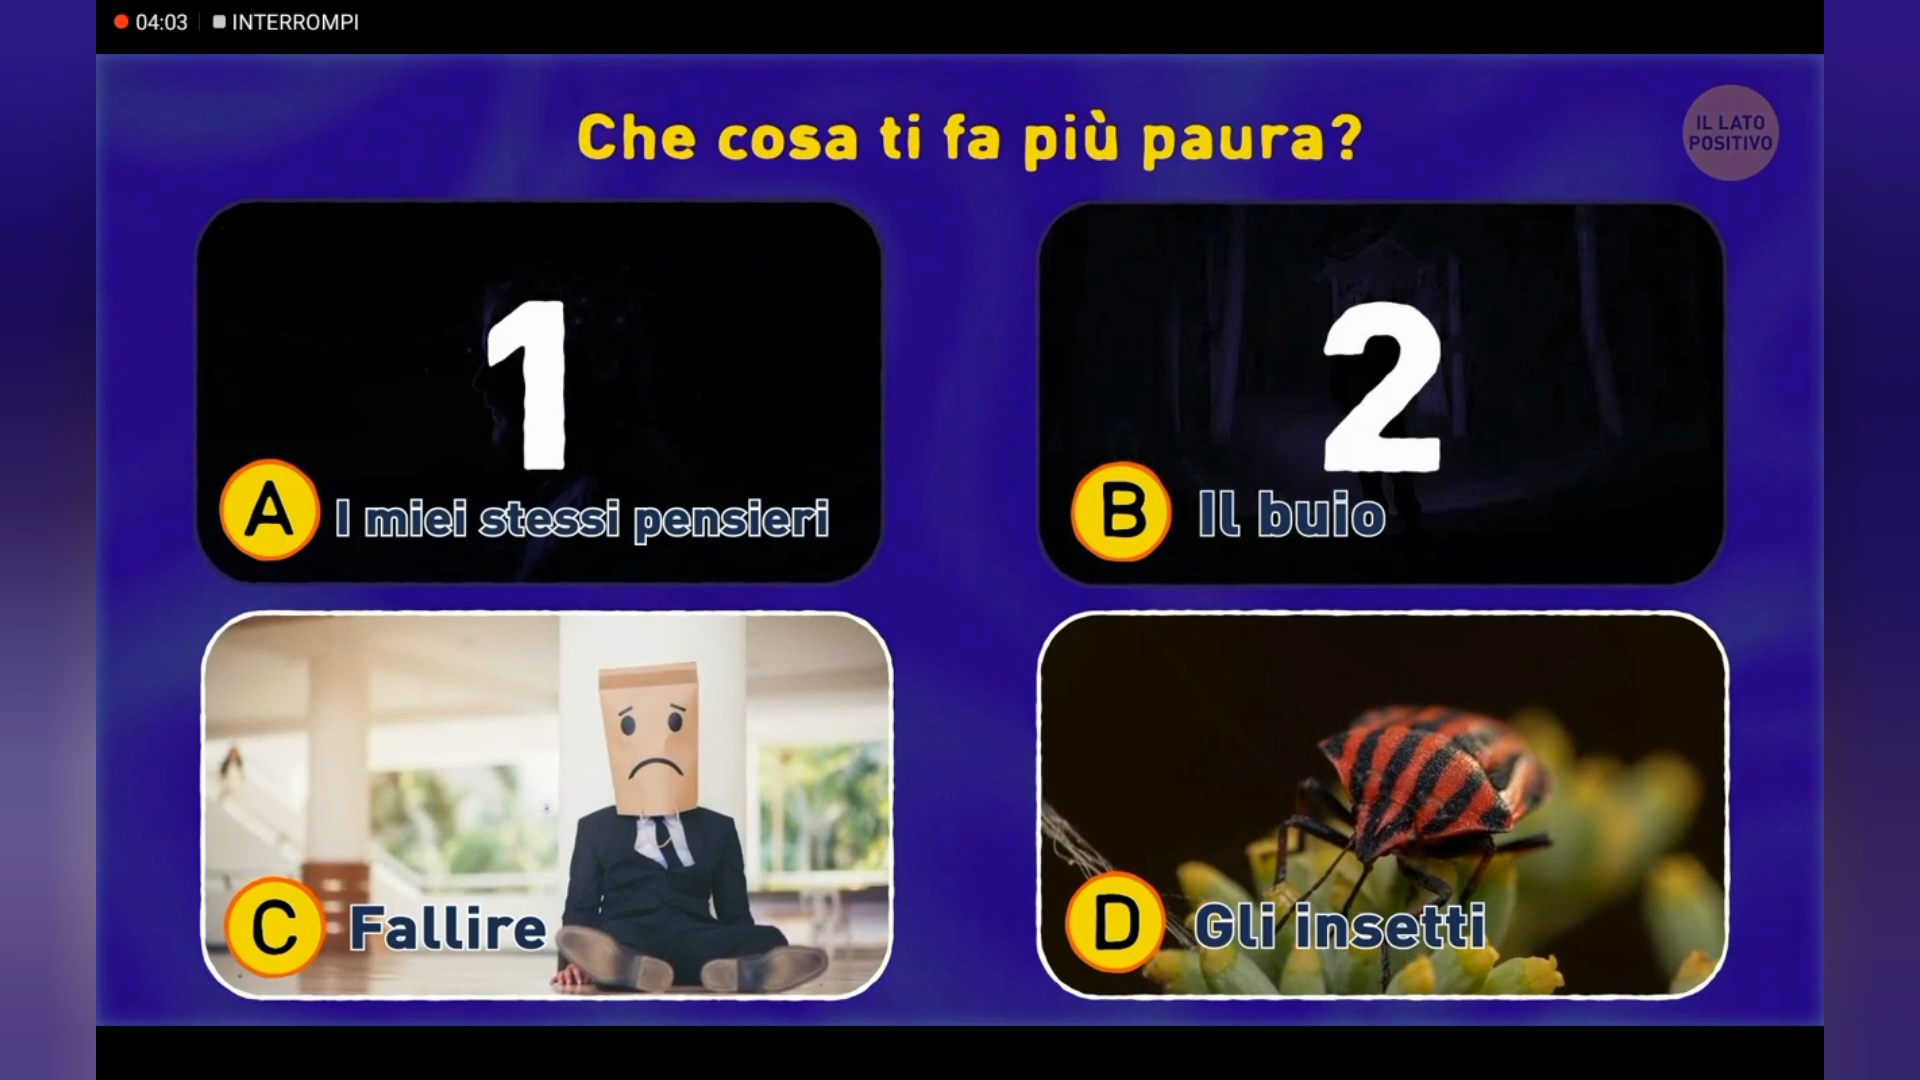 04:03 INTERROMPI
Che cosa ti fa più paura?
IL LATO
POSITIVO
1
2
A I miei stessi pensieri
B Il buio
C Fallire
D Gli insetti